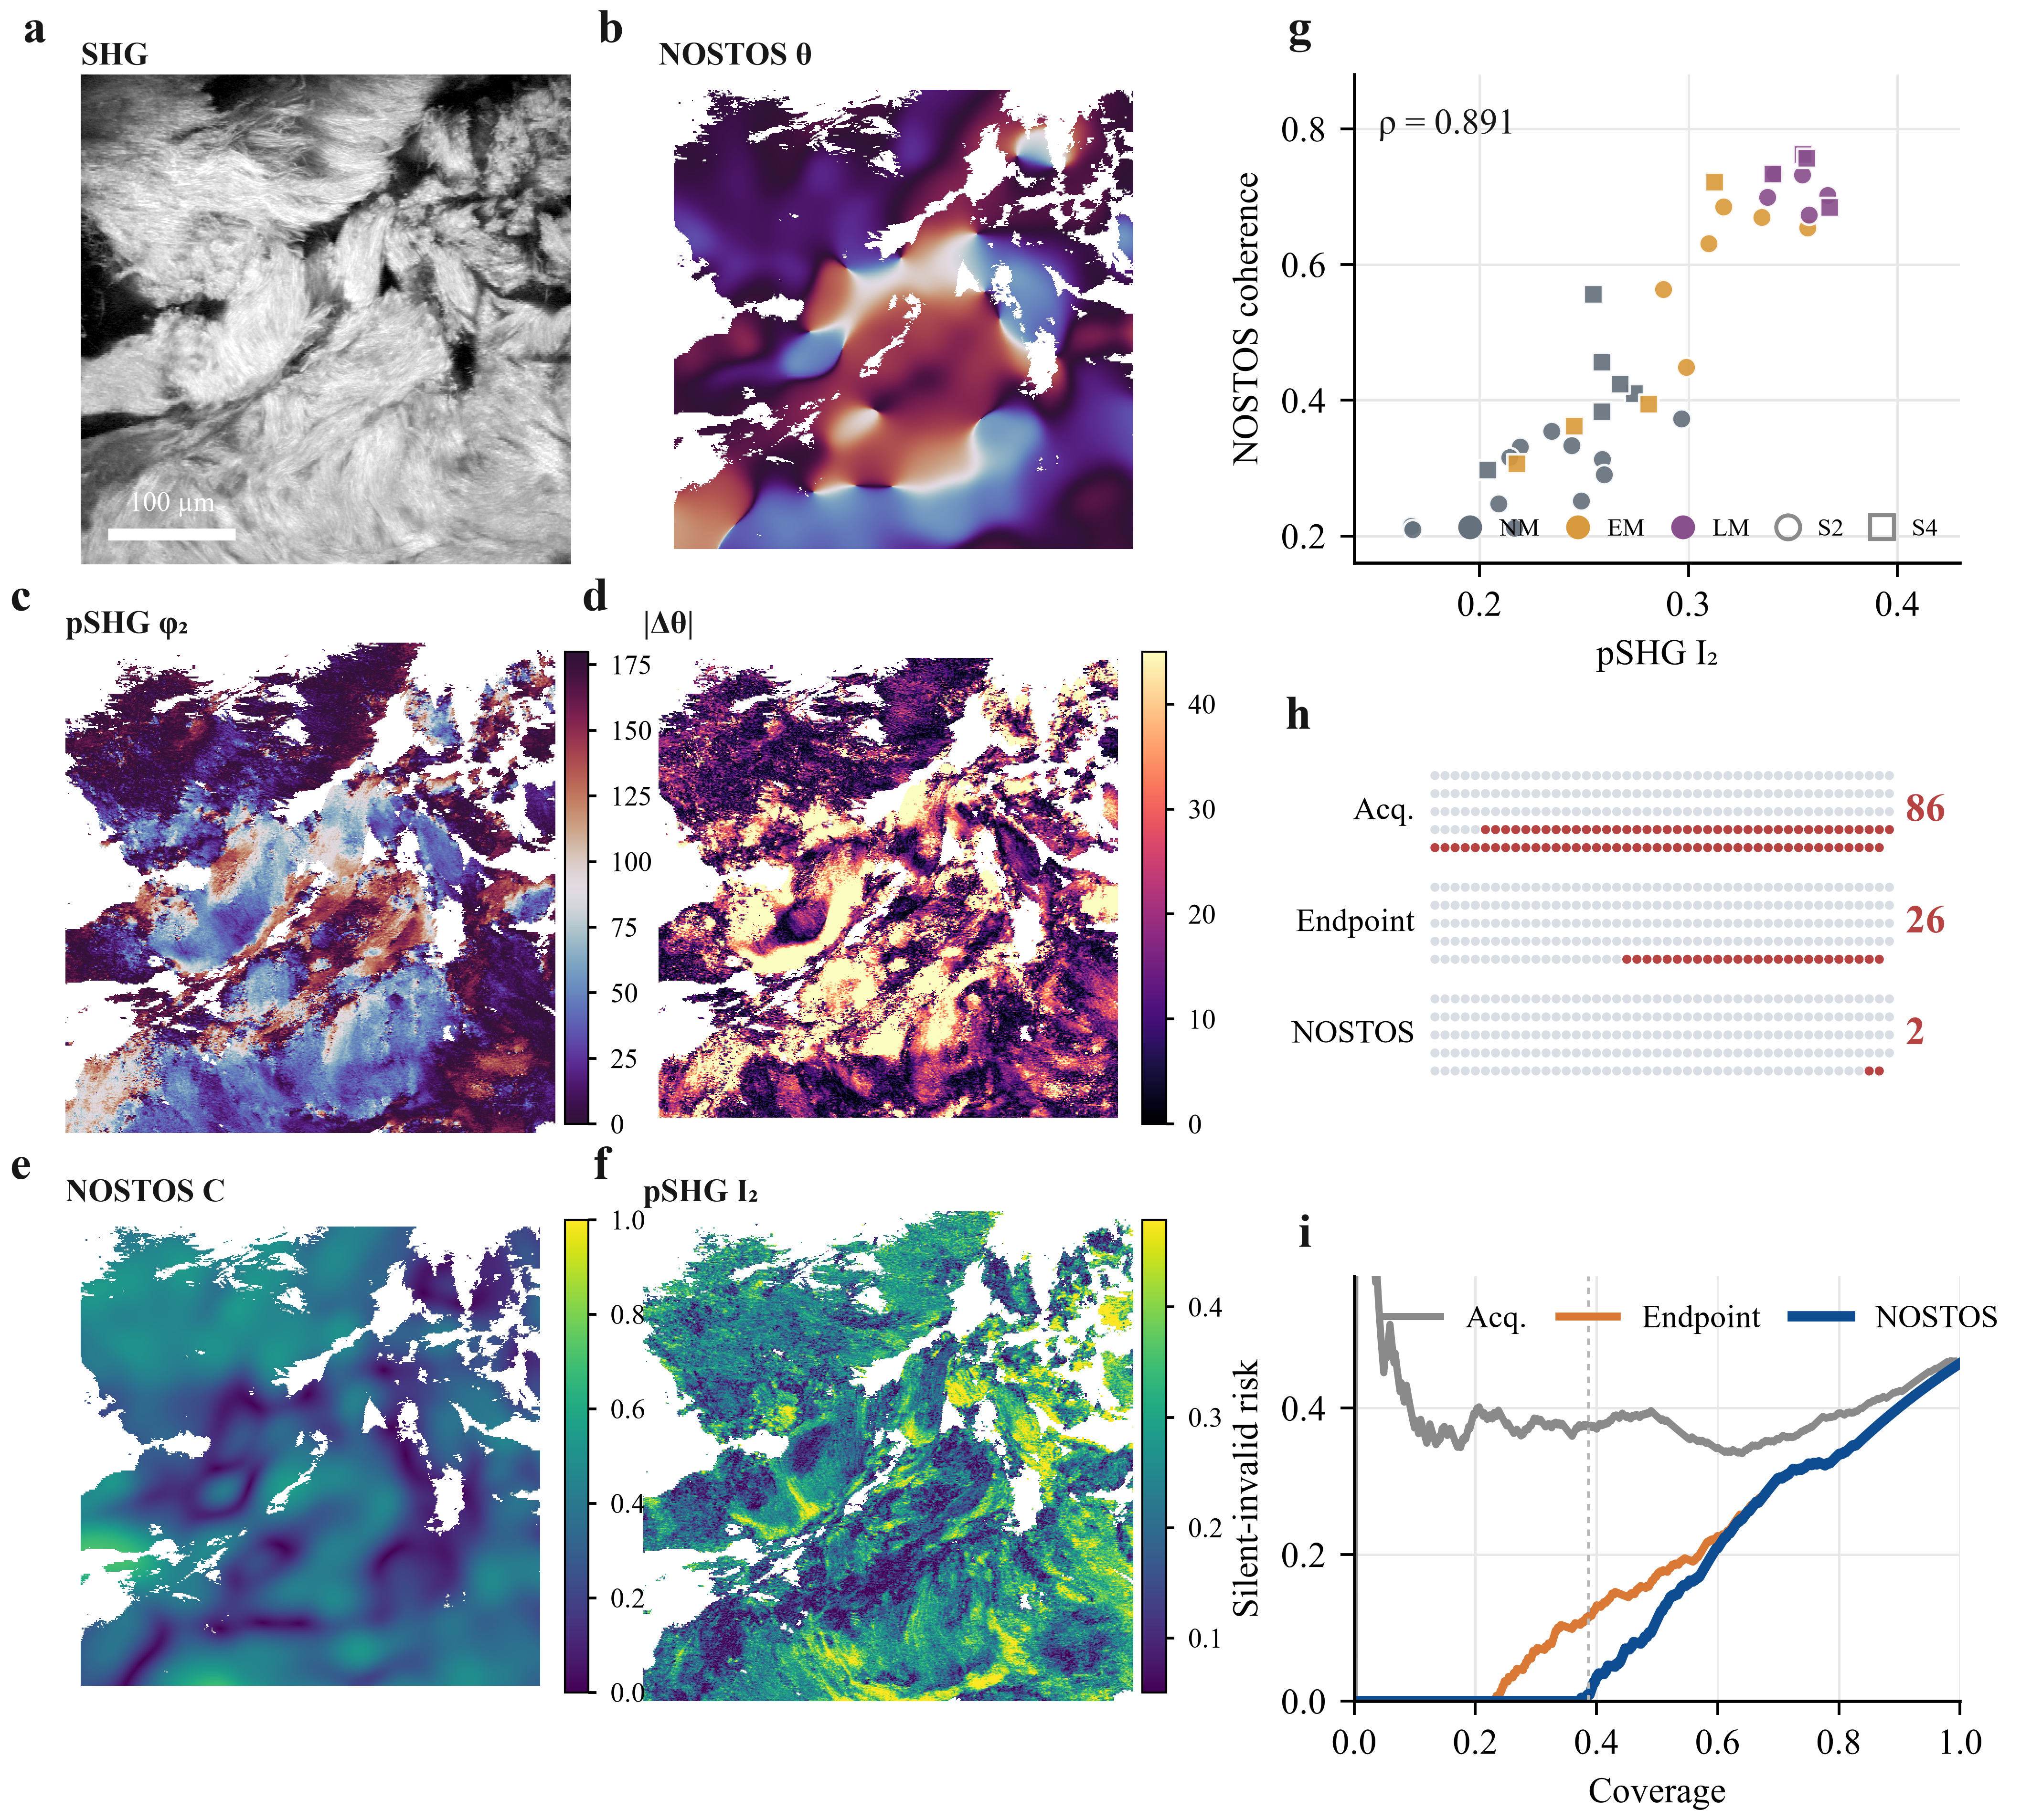 a
SHG
100 µm
b
NOSTOS θ
c
pSHG φ₂
175
150
125
100
75
50
25
0
d
|Δθ|
40
30
20
10
0
e
NOSTOS C
1.0
0.8
0.6
0.4
0.2
0.0
f
pSHG I₂
0.4
0.3
0.2
0.1
g
ρ = 0.891
NOSTOS coherence
0.8
0.6
0.4
0.2
NM EM LM S2 S4
0.2 0.3 0.4
pSHG I₂
h
Acq. 86
Endpoint 26
NOSTOS 2
i
Acq. Endpoint NOSTOS
Silent-invalid risk
0.4
0.2
0.0
0.0 0.2 0.4 0.6 0.8 1.0
Coverage